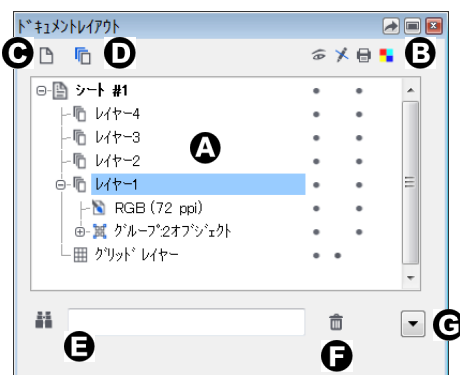 ドキュメントレイアウト
C D B
シート #1
レイヤー4
レイヤー3
レイヤー2
A
レイヤー1
RGB (72 ppi)
グループ:2オブジェクト
グリッド レイヤー
E F G